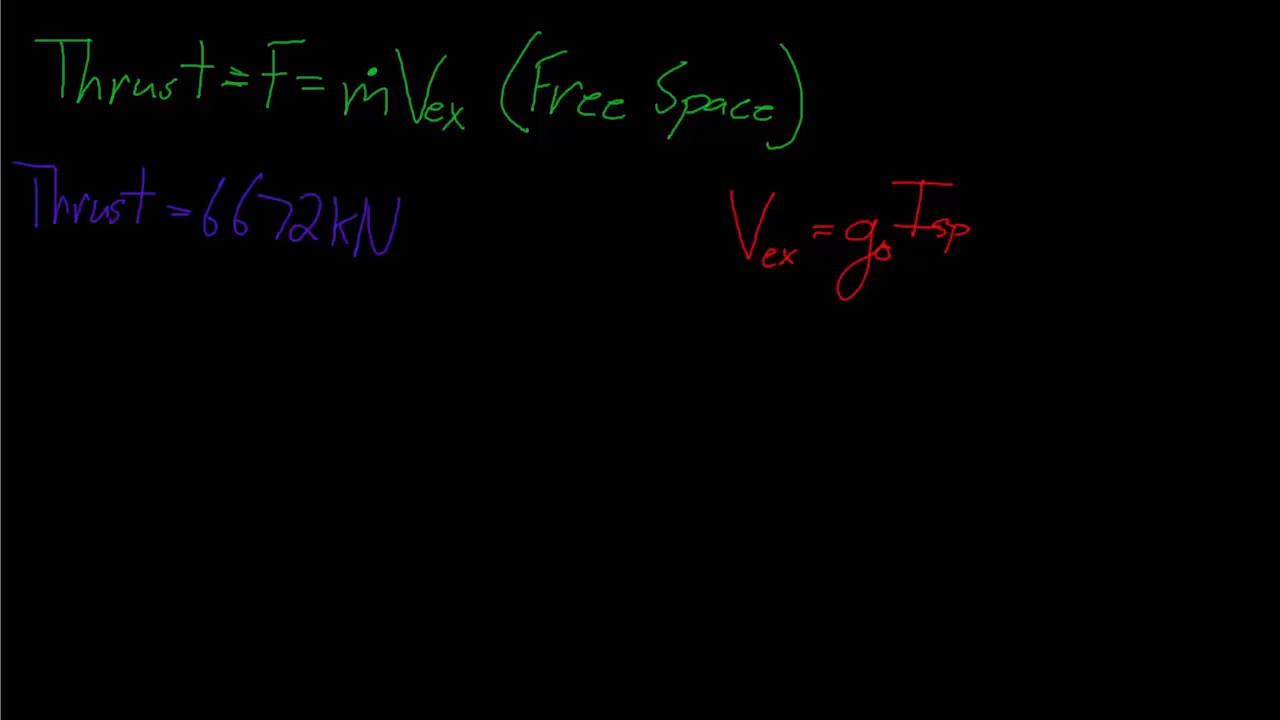 Thrust = F = ṁVex (Free Space)
Thrust = 6672kN
Vex = g₀Isp